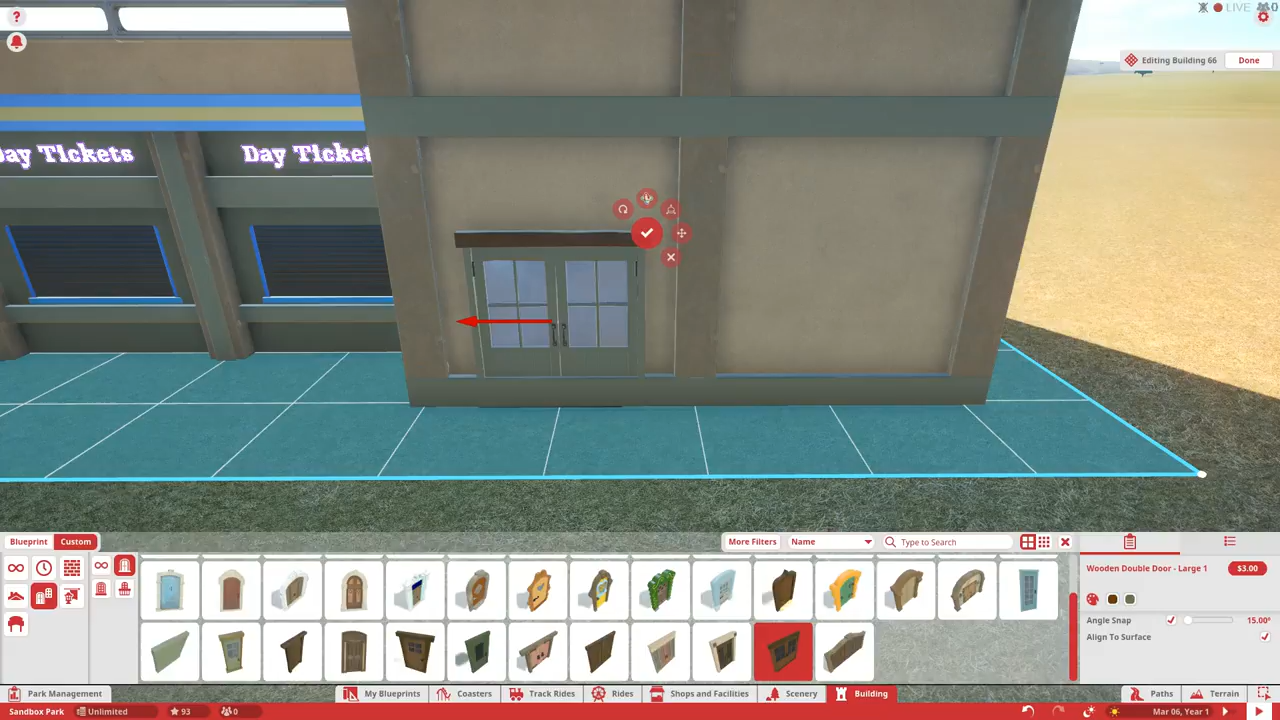 ?
LIVE 0
Editing Building 66 Done
Day Tickets
Day Ticket
Blueprint Custom
More Filters Name Type to Search
Wooden Double Door - Large 1 $3.00
Angle Snap 15.00°
Align To Surface
Park Management My Blueprints Coasters Track Rides Rides Shops and Facilities Scenery Building Paths Terrain
Sandbox Park Unlimited 93 0 Mar 06, Year 1